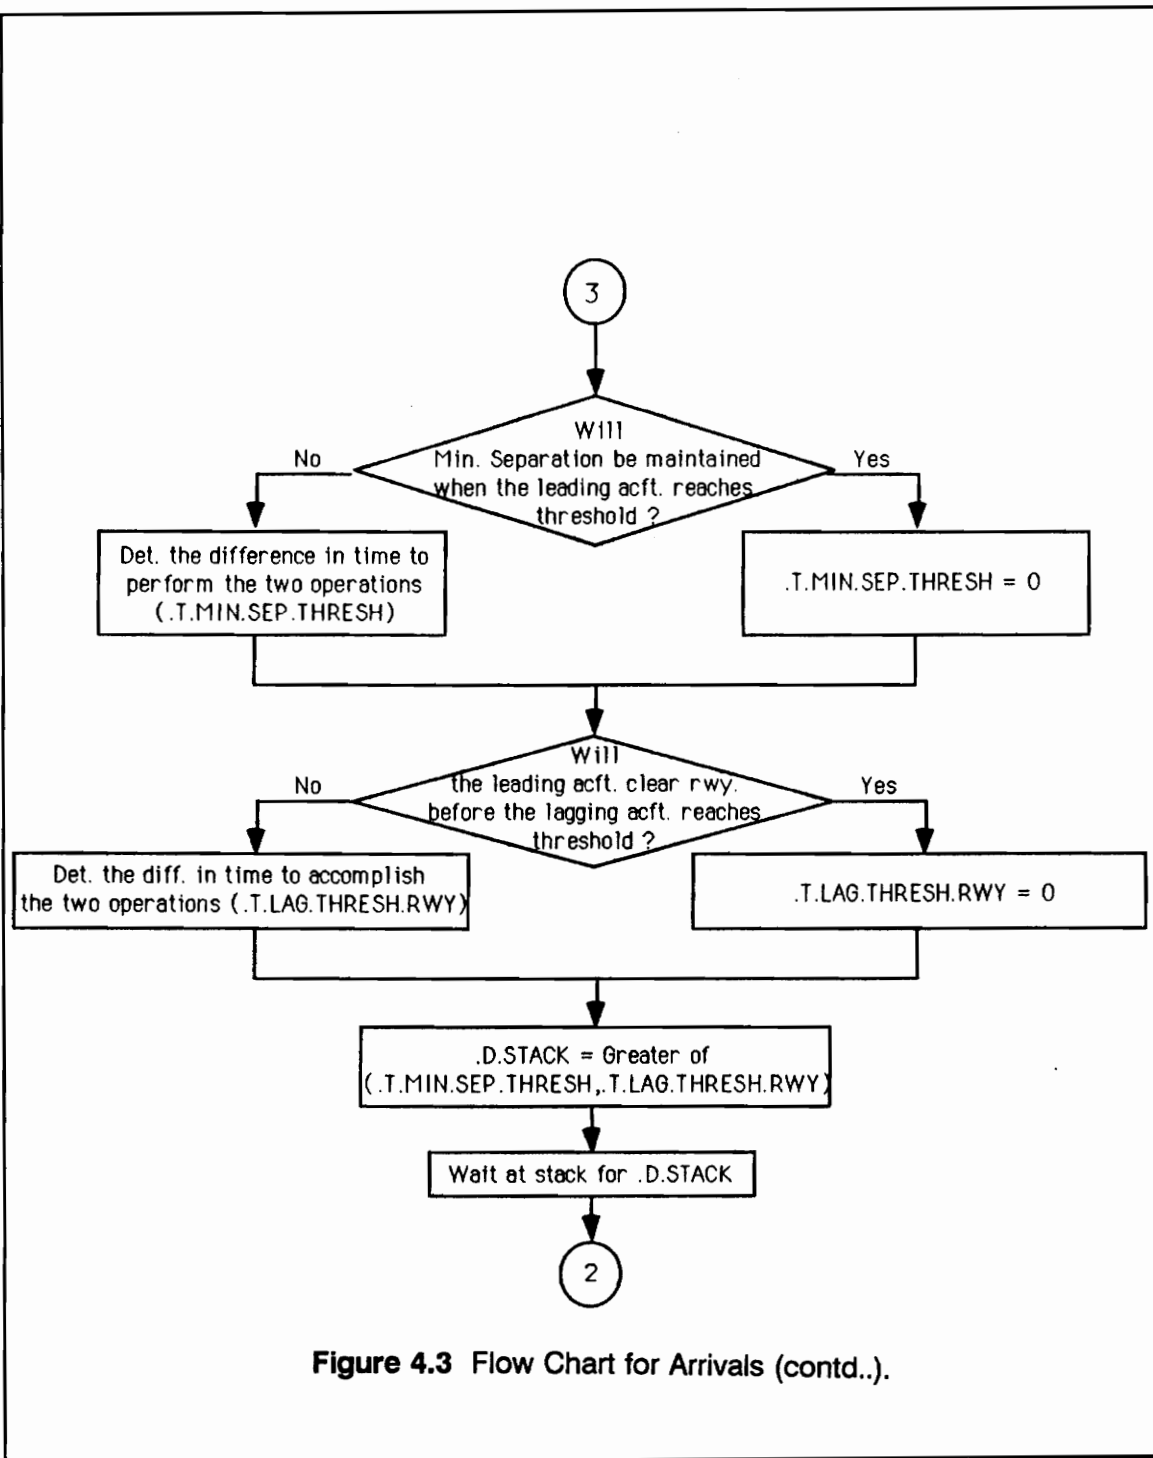 3
Will
Min. Separation be maintained
when the leading acft. reaches
threshold ?
No
Yes
Det. the difference in time to
perform the two operations
(.T.MIN.SEP.THRESH)
.T.MIN.SEP.THRESH = 0
Will
the leading acft. clear rwy.
before the lagging acft. reaches
threshold ?
No
Yes
Det. the diff. in time to accomplish
the two operations (.T.LAG.THRESH.RWY)
.T.LAG.THRESH.RWY = 0
.D.STACK = Greater of
(.T.MIN.SEP.THRESH,.T.LAG.THRESH.RWY)
Wait at stack for .D.STACK
2
Figure 4.3 Flow Chart for Arrivals (contd..).